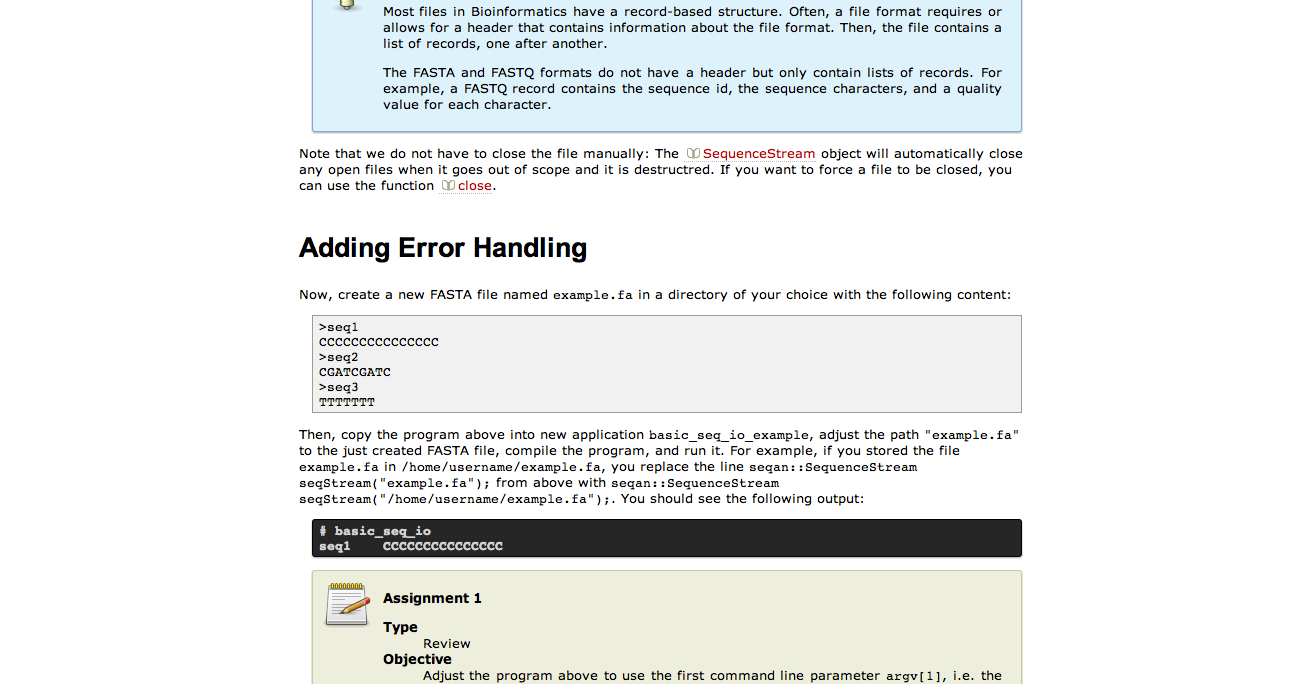 Most files in Bioinformatics have a record-based structure. Often, a file format requires or
allows for a header that contains information about the file format. Then, the file contains a
list of records, one after another.
The FASTA and FASTQ formats do not have a header but only contain lists of records. For
example, a FASTQ record contains the sequence id, the sequence characters, and a quality
value for each character.
Note that we do not have to close the file manually: The SequenceStream object will automatically close
any open files when it goes out of scope and it is destructred. If you want to force a file to be closed, you
can use the function close.
Adding Error Handling
Now, create a new FASTA file named example.fa in a directory of your choice with the following content:
>seq1
CCCCCCCCCCCCCCC
>seq2
CGATCGATC
>seq3
TTTTTTT
Then, copy the program above into new application basic_seq_io_example, adjust the path "example.fa"
to the just created FASTA file, compile the program, and run it. For example, if you stored the file
example.fa in /home/username/example.fa, you replace the line seqan::SequenceStream
seqStream("example.fa"); from above with seqan::SequenceStream
seqStream("/home/username/example.fa");. You should see the following output:
# basic_seq_io
seq1    CCCCCCCCCCCCCCC
Assignment 1
Type
Review
Objective
Adjust the program above to use the first command line parameter argv[1], i.e. the